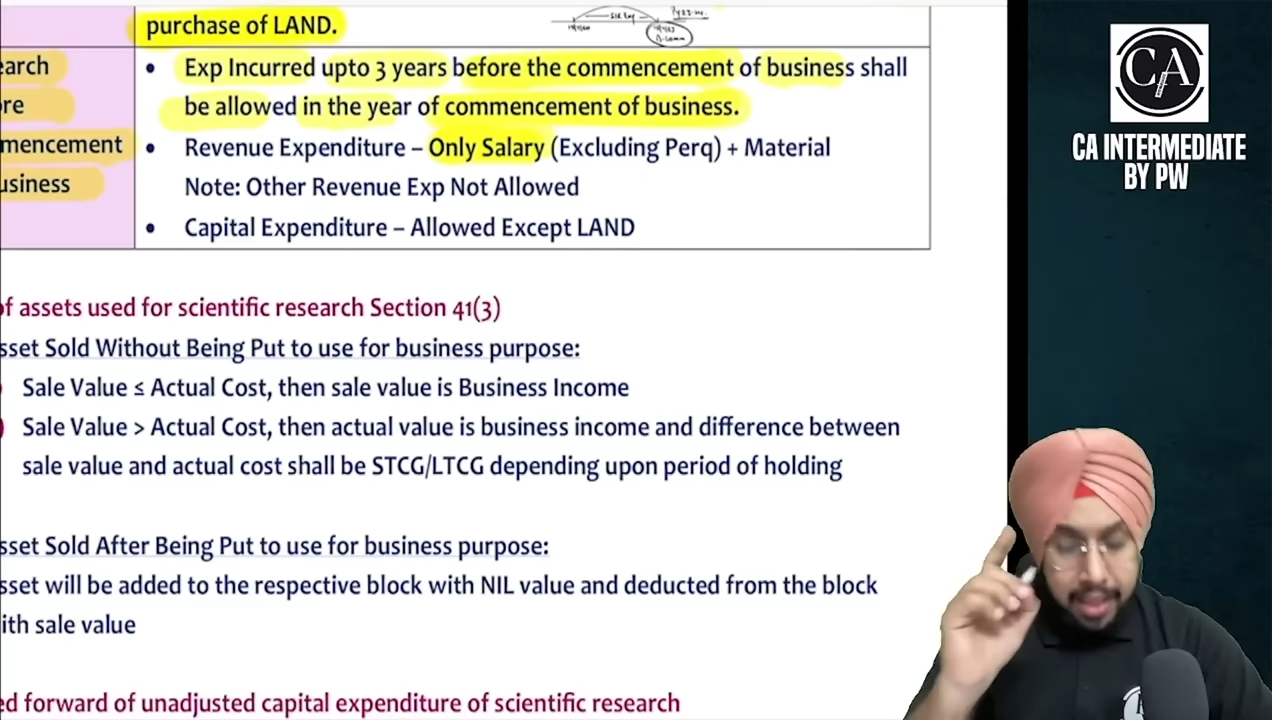 purchase of LAND.
earch
• Exp Incurred upto 3 years before the commencement of business shall
ore
be allowed in the year of commencement of business.
mencement
• Revenue Expenditure – Only Salary (Excluding Perq) + Material
usiness
Note: Other Revenue Exp Not Allowed
• Capital Expenditure – Allowed Except LAND
of assets used for scientific research Section 41(3)
sset Sold Without Being Put to use for business purpose:
Sale Value ≤ Actual Cost, then sale value is Business Income
Sale Value > Actual Cost, then actual value is business income and difference between
sale value and actual cost shall be STCG/LTCG depending upon period of holding
sset Sold After Being Put to use for business purpose:
sset will be added to the respective block with NIL value and deducted from the block
ith sale value
ed forward of unadjusted capital expenditure of scientific research
CA
CA INTERMEDIATE
BY PW